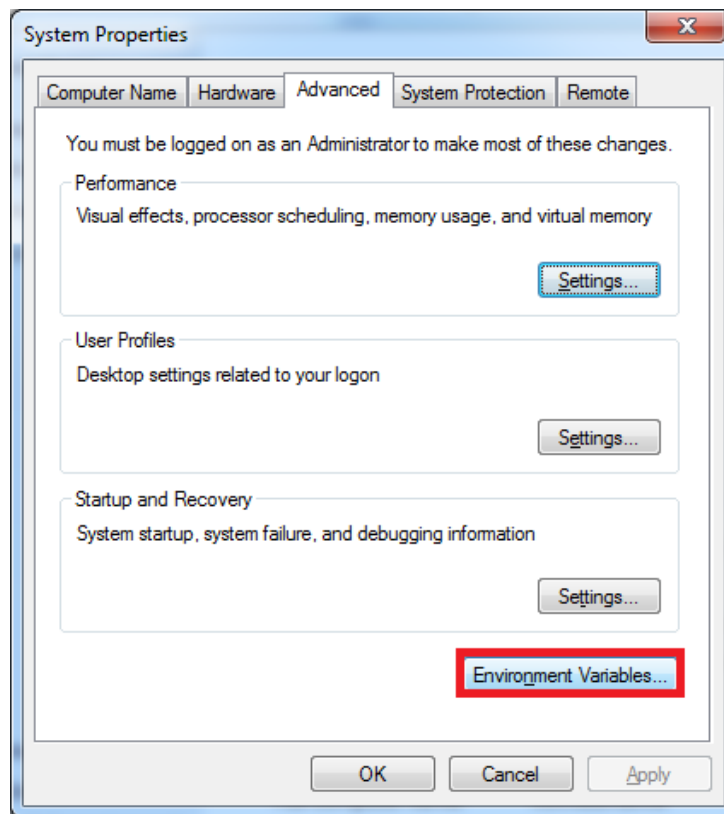 System Properties
Computer Name Hardware Advanced System Protection Remote
You must be logged on as an Administrator to make most of these changes.
Performance
Visual effects, processor scheduling, memory usage, and virtual memory
Settings...
User Profiles
Desktop settings related to your logon
Settings...
Startup and Recovery
System startup, system failure, and debugging information
Settings...
Environment Variables...
OK Cancel Apply